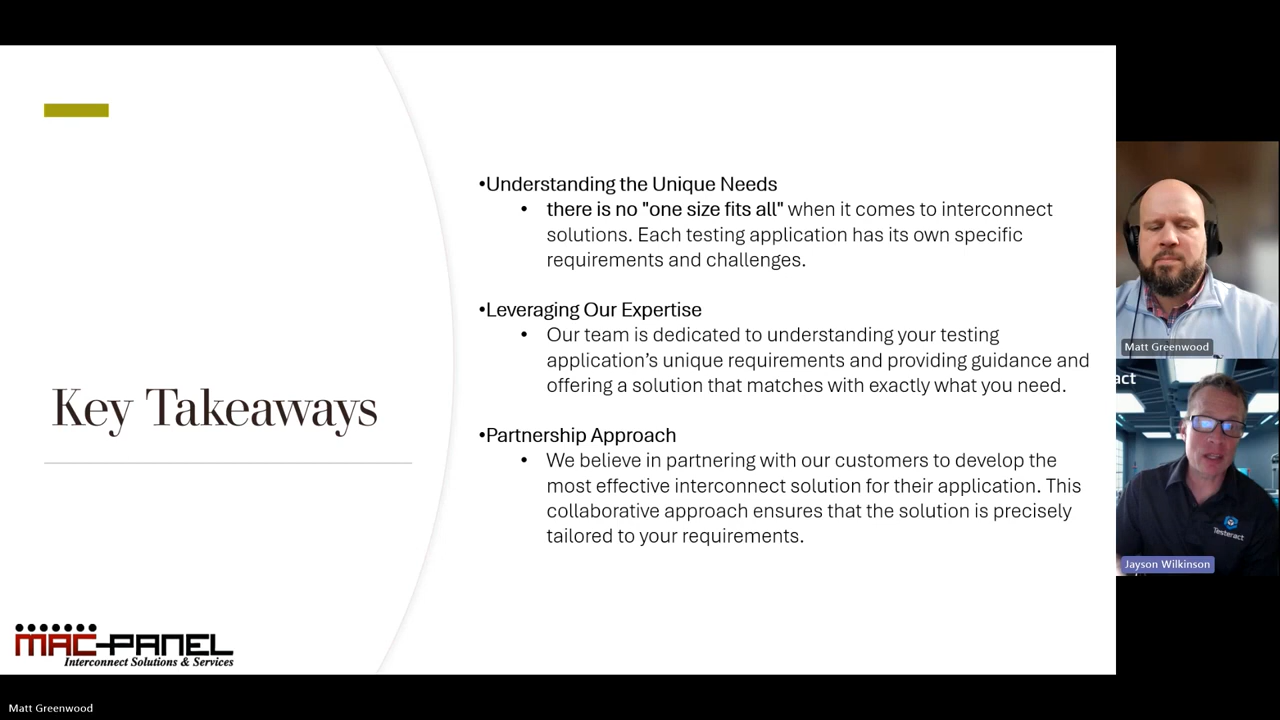 •Understanding the Unique Needs
• there is no "one size fits all" when it comes to interconnect
solutions. Each testing application has its own specific
requirements and challenges.
•Leveraging Our Expertise
• Our team is dedicated to understanding your testing
application’s unique requirements and providing guidance and
offering a solution that matches with exactly what you need.
Key Takeaways
•Partnership Approach
• We believe in partnering with our customers to develop the
most effective interconnect solution for their application. This
collaborative approach ensures that the solution is precisely
tailored to your requirements.
MAC-PANEL
Interconnect Solutions & Services
Matt Greenwood
act
Testeract
Jayson Wilkinson
Matt Greenwood